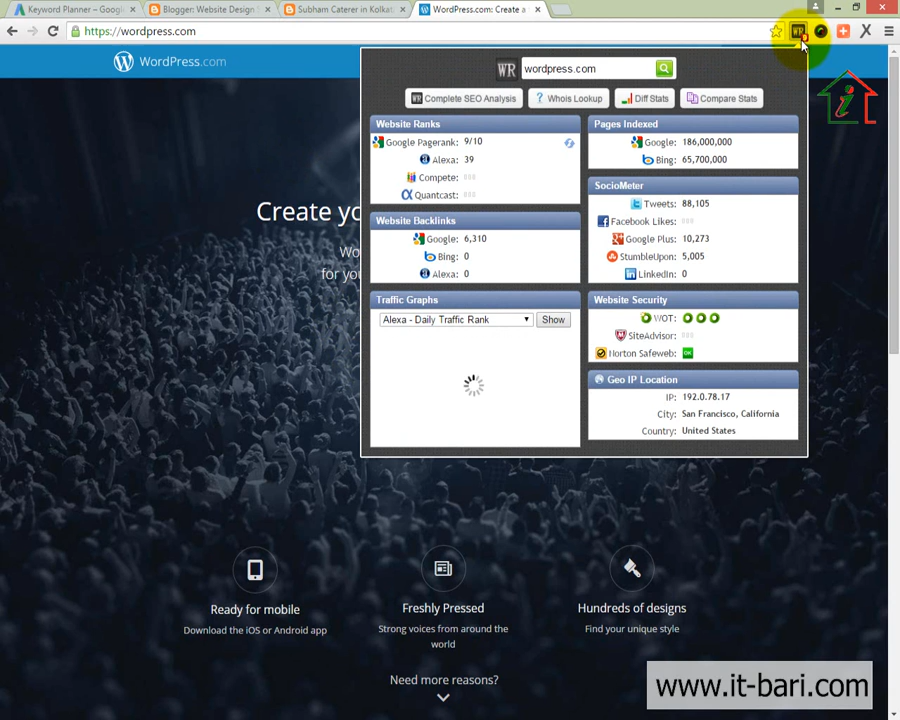 Keyword Planner – Googl
Blogger: Website Design
Subham Caterer in Kolkat
WordPress.com: Create a
https://wordpress.com
WR
WordPress.com
WR
wordpress.com
Complete SEO Analysis
Whois Lookup
Diff Stats
Compare Stats
Website Ranks
Google Pagerank: 9/10
Alexa: 39
Compete:
Quantcast:
Website Backlinks
Google: 6,310
Bing: 0
Alexa: 0
Traffic Graphs
Alexa - Daily Traffic Rank
Show
Pages Indexed
Google: 186,000,000
Bing: 65,700,000
SocioMeter
Tweets: 88,105
Facebook Likes:
Google Plus: 10,273
StumbleUpon: 5,005
LinkedIn: 0
Website Security
WOT:
SiteAdvisor:
Norton Safeweb: OK
Geo IP Location
IP: 192.0.78.17
City: San Francisco, California
Country: United States
Create yo
Wo
for you
Ready for mobile
Download the iOS or Android app
Freshly Pressed
Strong voices from around the
world
Hundreds of designs
Find your unique style
Need more reasons?
www.it-bari.com